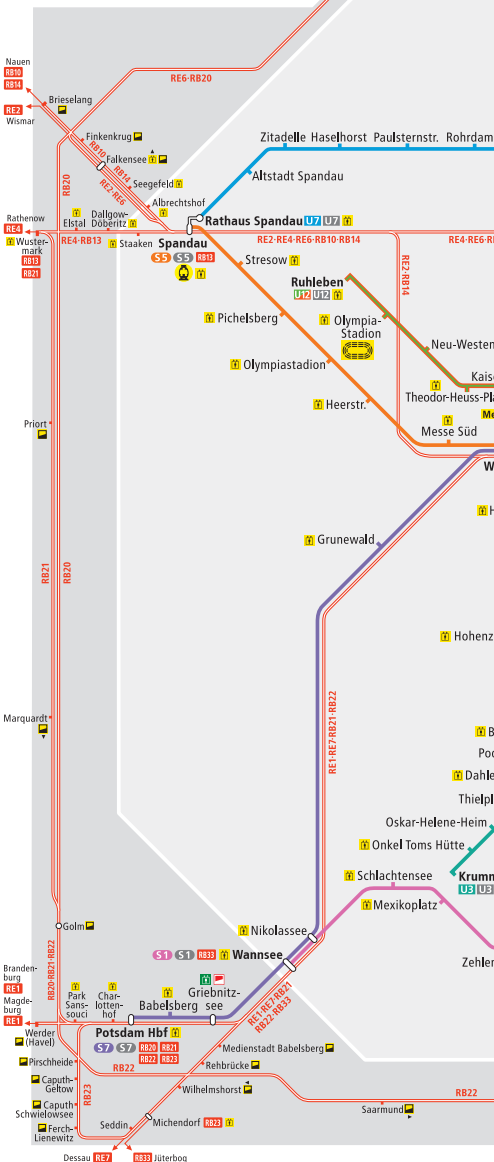 Nauen
RB10
RB14
RE6·RB20
Brieselang
RE2
Wismar
Finkenkrug
RB10
RB14
Falkensee
RE2·RE6
Seegefeld
Albrechtshof
RB20
Zitadelle Haselhorst Paulsternstr. Rohrdam
Altstadt Spandau
Rathenow
RE4
Wuster-
mark
RB13
RB21
Elstal
Dallgow-
Döberitz
RE4·RB13
Staaken
Spandau
S5 S5 RB13
Rathaus Spandau U7 U7
RE2·RE4·RE6·RB10·RB14
RE4·RE6·R
RE2·RB14
Stresow
Ruhleben
U12 U12
Pichelsberg
Olympia-
Stadion
Neu-Westen
Olympiastadion
Kaise
Theodor-Heuss-Pla
Heerstr.
Me
Messe Süd
Priort
W
H
Grunewald
RB21
RB20
Hohenz
RE1·RE7·RB21·RB22
Marquardt
B
Pod
Dahle
Thielpl
Oskar-Helene-Heim
Onkel Toms Hütte
Schlachtensee
Krumm
U3 U3
Mexikoplatz
Golm
Nikolassee
S1 S1 RB33 Wannsee
Zehlen
RB20·RB21·RB22
Branden-
burg
RE1
Magde-
burg
RE1
Park
Sans-
souci
Char-
lotten-
hof
Babelsberg
Griebnitz-
see
RE1·RE7·RB21
RB22·RB33
Werder
(Havel)
Potsdam Hbf
S7 S7 RB20 RB21
RB22 RB23
Medienstadt Babelsberg
Pirschheide
RB22
Rehbrücke
Caputh-
Geltow
RB23
Wilhelmshorst
RB22
Caputh
Schwielowsee
Saarmund
Michendorf RB23
Ferch-
Lienewitz
Seddin
Dessau RE7
RB33 Jüterbog